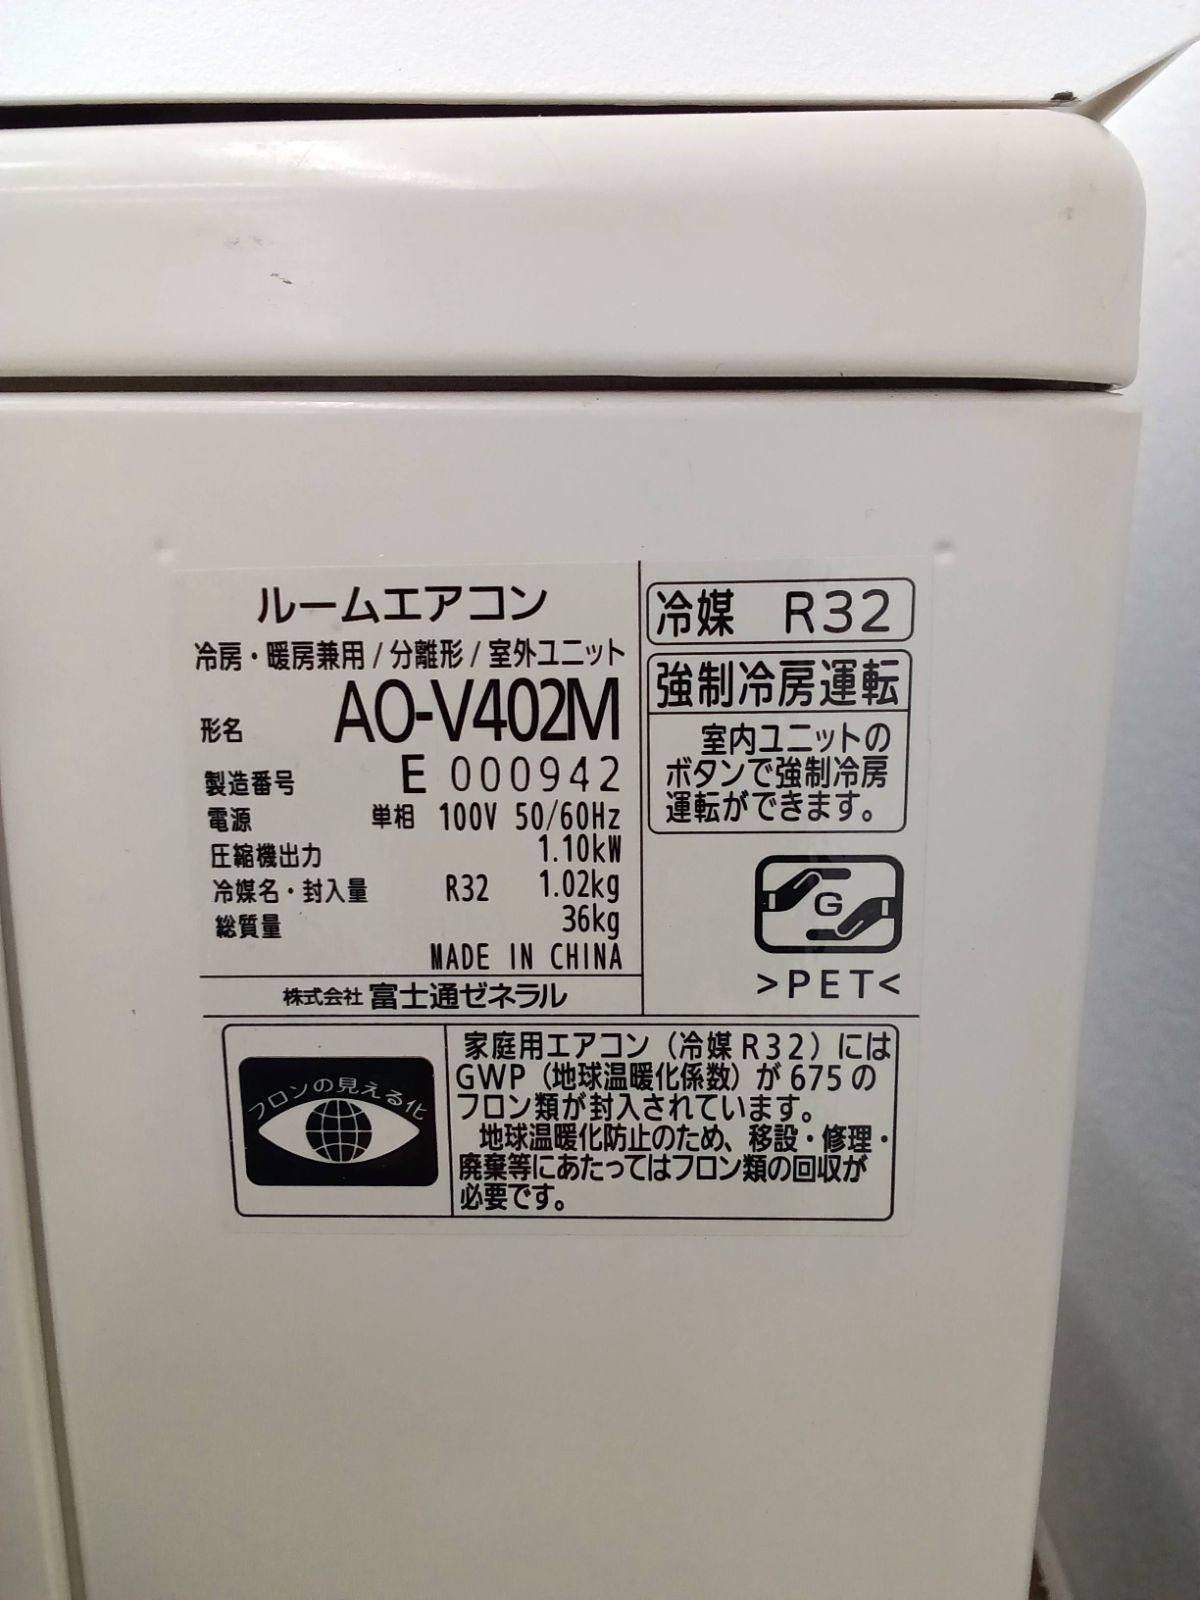 ルームエアコン
冷房・暖房兼用/分離形/室外ユニット
形名 AO-V402M
製造番号 E 000942
電源 単相 100V 50/60Hz
圧縮機出力 1.10kW
冷媒名・封入量 R32 1.02kg
総質量 36kg
MADE IN CHINA
株式会社 富士通ゼネラル
冷媒 R32
強制冷房運転
室内ユニットの
ボタンで強制冷房
運転ができます。
G
>PET<
フロンの見える化
家庭用エアコン（冷媒R32）には
GWP（地球温暖化係数）が675の
フロン類が封入されています。
地球温暖化防止のため、移設・修理・
廃棄等にあたってはフロン類の回収が
必要です。